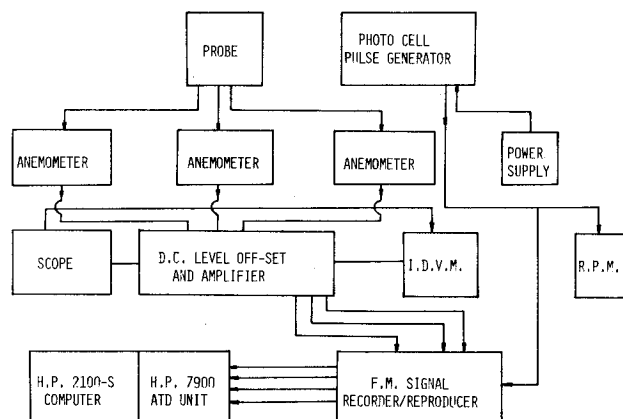 PROBE
PHOTO CELL
PULSE GENERATOR
ANEMOMETER
ANEMOMETER
ANEMOMETER
POWER
SUPPLY
SCOPE
D.C. LEVEL OFF-SET
AND AMPLIFIER
I.D.V.M.
R.P.M.
H.P. 2100-S
COMPUTER
H.P. 7900
ATD UNIT
F.M. SIGNAL
RECORDER/REPRODUCER